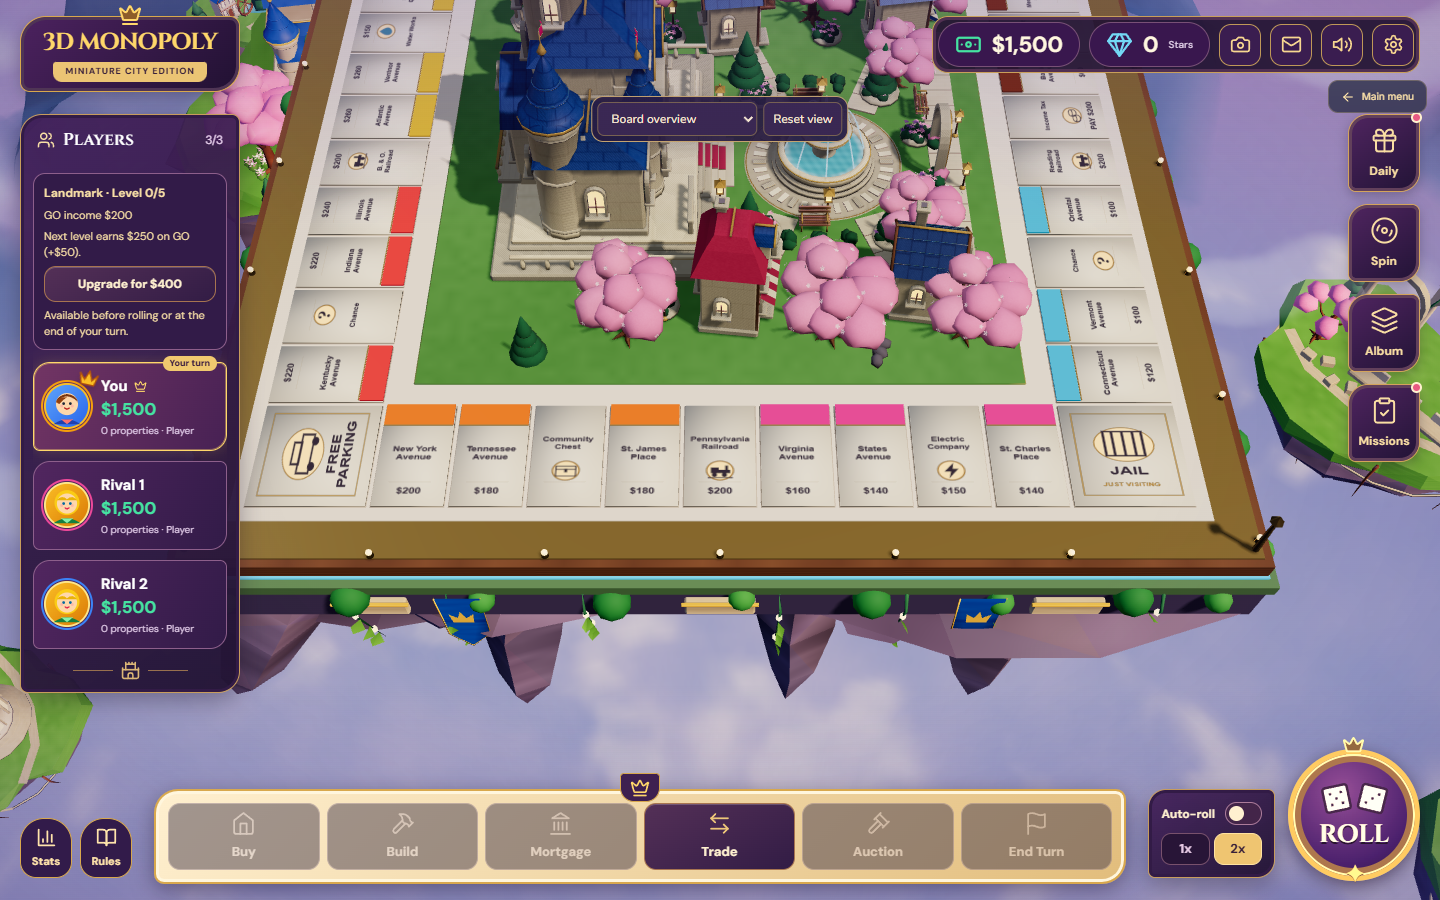 3D MONOPOLY
MINIATURE CITY EDITION
$1,500
0 Stars
Main menu
PLAYERS
3/3
Landmark · Level 0/5
GO income $200
Next level earns $250 on GO
(+$50).
Upgrade for $400
Available before rolling or at the
end of your turn.
Your turn
You
$1,500
0 properties · Player
Rival 1
$1,500
0 properties · Player
Rival 2
$1,500
0 properties · Player
Board overview
Reset view
Daily
Spin
Album
Missions
$150
Water Works
$260
Ventnor
Avenue
$260
Atlantic
Avenue
$200
B. & O.
Railroad
$240
Illinois
Avenue
$220
Indiana
Avenue
?
Chance
$220
Kentucky
Avenue
FREE
PARKING
New York
Avenue
$200
Tennessee
Avenue
$180
Community
Chest
St. James
Place
$180
Pennsylvania
Railroad
$200
Virginia
Avenue
$160
States
Avenue
$140
Electric
Company
$150
St. Charles
Place
$140
JAIL
JUST VISITING
Connecticut
Avenue
$120
Vermont
Avenue
$100
Chance
?
Oriental
Avenue
$100
Reading
Railroad
$200
Income Tax
PAY $200
Stats
Rules
Buy
Build
Mortgage
Trade
Auction
End Turn
Auto-roll
1x
2x
ROLL